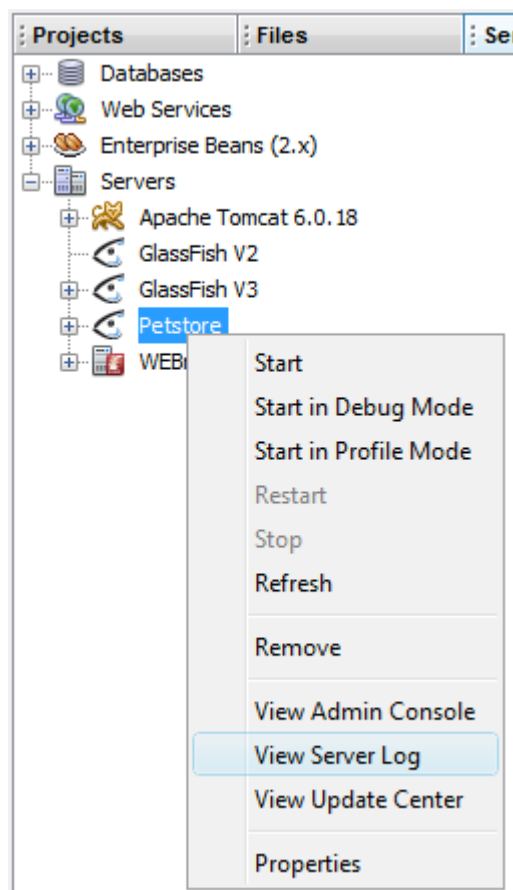 Projects Files Se
Databases
Web Services
Enterprise Beans (2.x)
Servers
Apache Tomcat 6.0.18
GlassFish V2
GlassFish V3
Petstore
WEB
Start
Start in Debug Mode
Start in Profile Mode
Restart
Stop
Refresh
Remove
View Admin Console
View Server Log
View Update Center
Properties